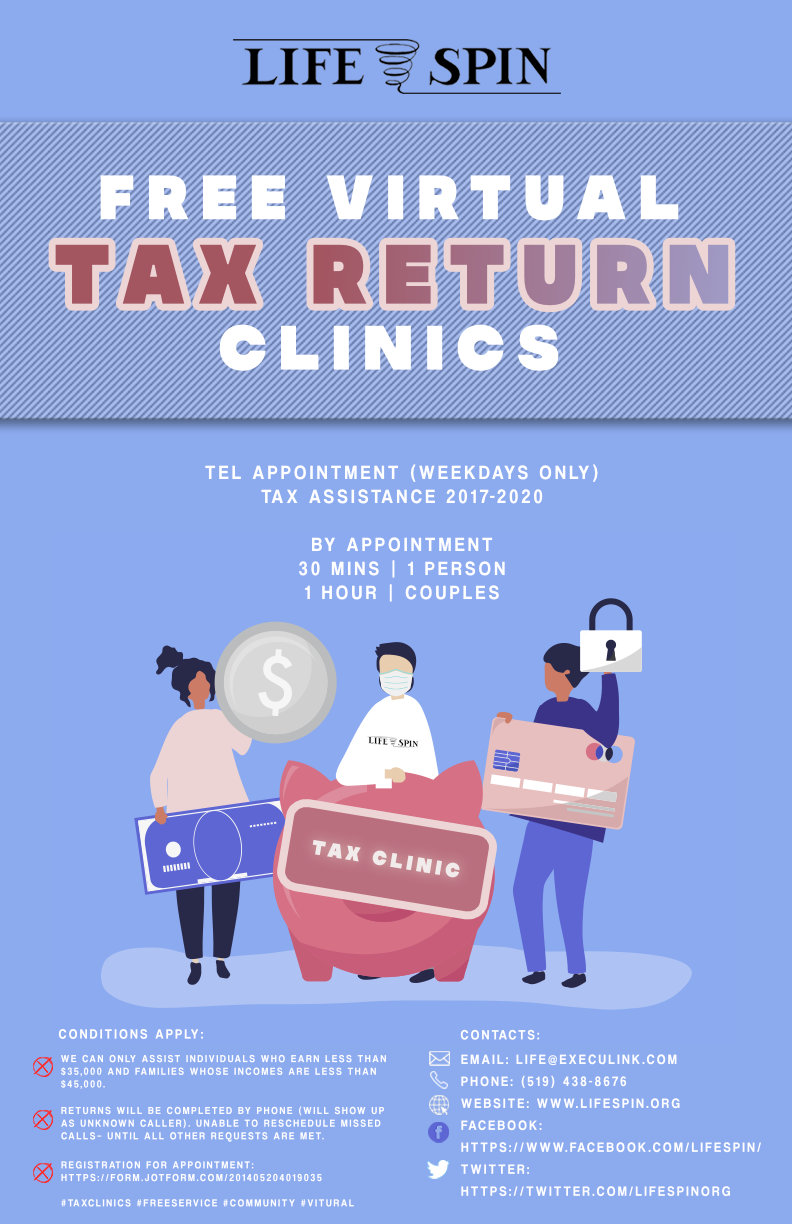 LIFE SPIN
FREE VIRTUAL
TAX RETURN
CLINICS
TEL APPOINTMENT (WEEKDAYS ONLY)
TAX ASSISTANCE 2017-2020
BY APPOINTMENT
30 MINS | 1 PERSON
1 HOUR | COUPLES
$
LIFE SPIN
TAX CLINIC
CONDITIONS APPLY:
WE CAN ONLY ASSIST INDIVIDUALS WHO EARN LESS THAN
$35,000 AND FAMILIES WHOSE INCOMES ARE LESS THAN
$45,000.
RETURNS WILL BE COMPLETED BY PHONE (WILL SHOW UP
AS UNKNOWN CALLER). UNABLE TO RESCHEDULE MISSED
CALLS- UNTIL ALL OTHER REQUESTS ARE MET.
REGISTRATION FOR APPOINTMENT:
HTTPS://FORM.JOTFORM.COM/201405204019035
#TAXCLINICS #FREESERVICE #COMMUNITY #VITURAL
CONTACTS:
EMAIL: LIFE@EXECULINK.COM
PHONE: (519) 438-8676
WEBSITE: WWW.LIFESPIN.ORG
FACEBOOK:
HTTPS://WWW.FACEBOOK.COM/LIFESPIN/
TWITTER:
HTTPS://TWITTER.COM/LIFESPINORG